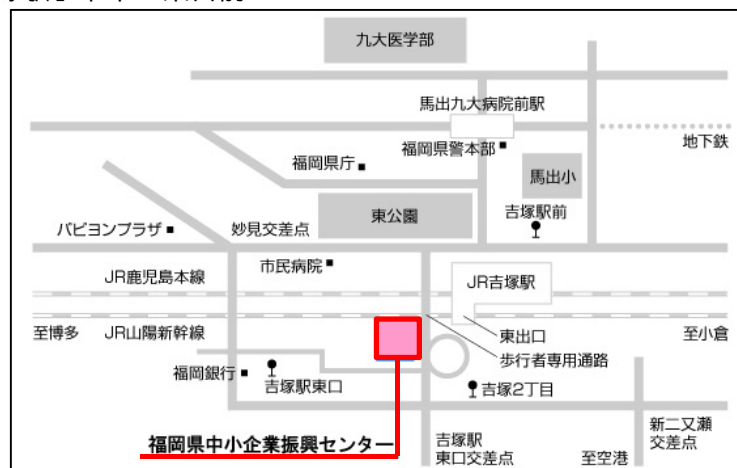 九大医学部
馬出九大病院前駅
地下鉄
福岡県警本部
福岡県庁
馬出小
東公園
吉塚駅前
パピヨンプラザ
妙見交差点
市民病院
JR鹿児島本線
JR吉塚駅
至博多
JR山陽新幹線
東出口
至小倉
歩行者専用通路
福岡銀行
吉塚駅東口
吉塚2丁目
福岡県中小企業振興センター
吉塚駅
東口交差点
至空港
新二又瀬
交差点